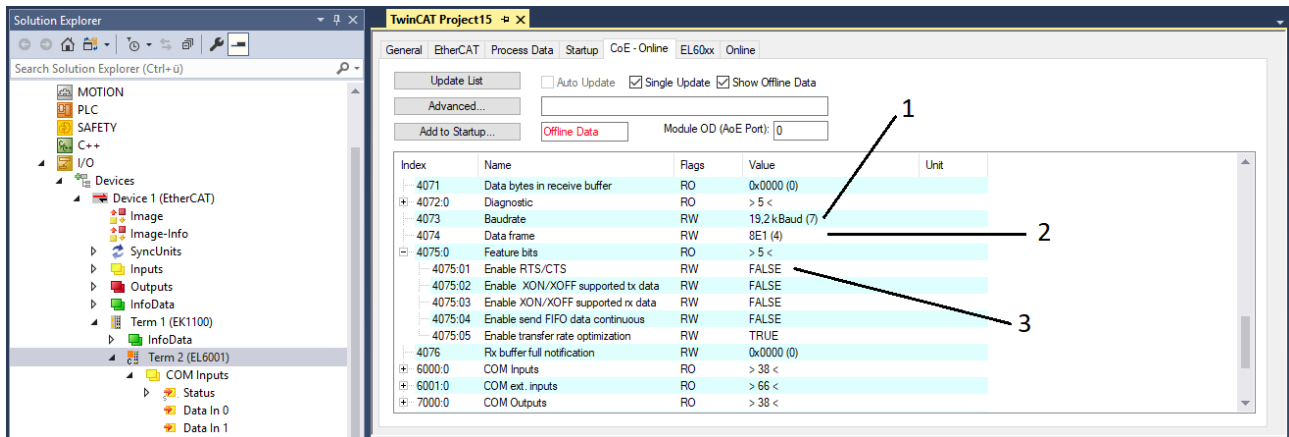 Solution Explorer
Search Solution Explorer (Ctrl+ü)
MOTION
PLC
SAFETY
C++
I/O
Devices
Device 1 (EtherCAT)
Image
Image-Info
SyncUnits
Inputs
Outputs
InfoData
Term 1 (EK1100)
InfoData
Term 2 (EL6001)
COM Inputs
Status
Data In 0
Data In 1
TwinCAT Project15
General EtherCAT Process Data Startup CoE - Online EL60xx Online
Update List Auto Update Single Update Show Offline Data
Advanced...
Add to Startup... Offline Data Module OD (AoE Port): 0
1
Index Name Flags Value Unit
4071 Data bytes in receive buffer RO 0x0000 (0)
4072:0 Diagnostic RO > 5 <
4073 Baudrate RW 19,2 kBaud (7)
4074 Data frame RW 8E1 (4)
2
4075:0 Feature bits RO > 5 <
4075:01 Enable RTS/CTS RW FALSE
4075:02 Enable XON/XOFF supported tx data RW FALSE
4075:03 Enable XON/XOFF supported rx data RW FALSE
4075:04 Enable send FIFO data continuous RW FALSE
3
4075:05 Enable transfer rate optimization RW TRUE
4076 Rx buffer full notification RW 0x0000 (0)
6000:0 COM Inputs RO > 38 <
6001:0 COM ext. inputs RO > 66 <
7000:0 COM Outputs RO > 38 <